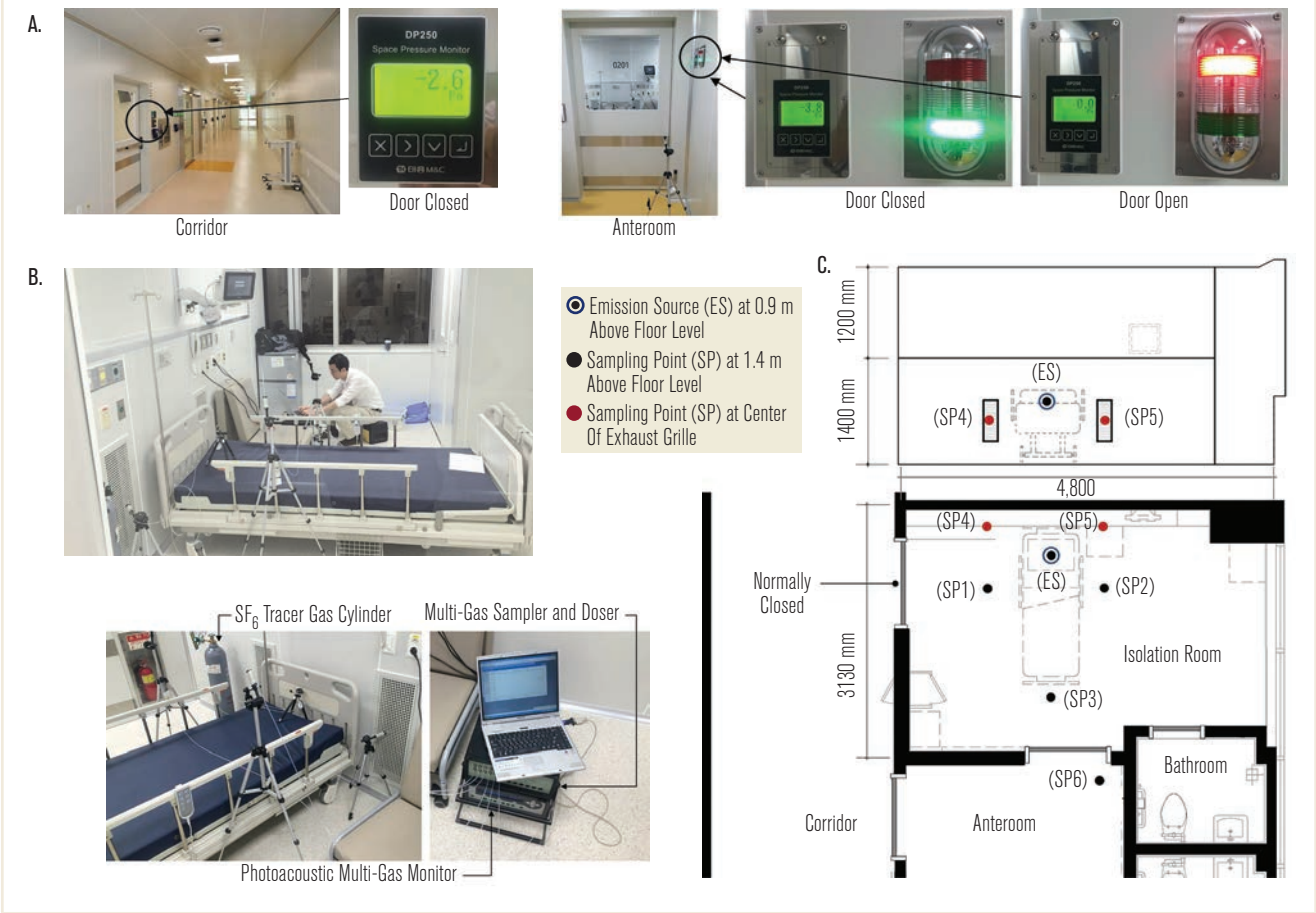 A.
DP250
Space Pressure Monitor
-2.6
Pa
Door Closed
Corridor
0201
Anteroom
DP250
-3.8
Door Closed
DP250
0.0
Door Open
B.
Emission Source (ES) at 0.9 m
Above Floor Level
Sampling Point (SP) at 1.4 m
Above Floor Level
Sampling Point (SP) at Center
Of Exhaust Grille
SF6 Tracer Gas Cylinder
Multi-Gas Sampler and Doser
Photoacoustic Multi-Gas Monitor
C.
1200 mm
1400 mm
(ES)
(SP4)
(SP5)
4,800
(SP4)
(SP5)
Normally
Closed
(SP1)
(ES)
(SP2)
3130 mm
Isolation Room
(SP3)
(SP6)
Bathroom
Corridor
Anteroom